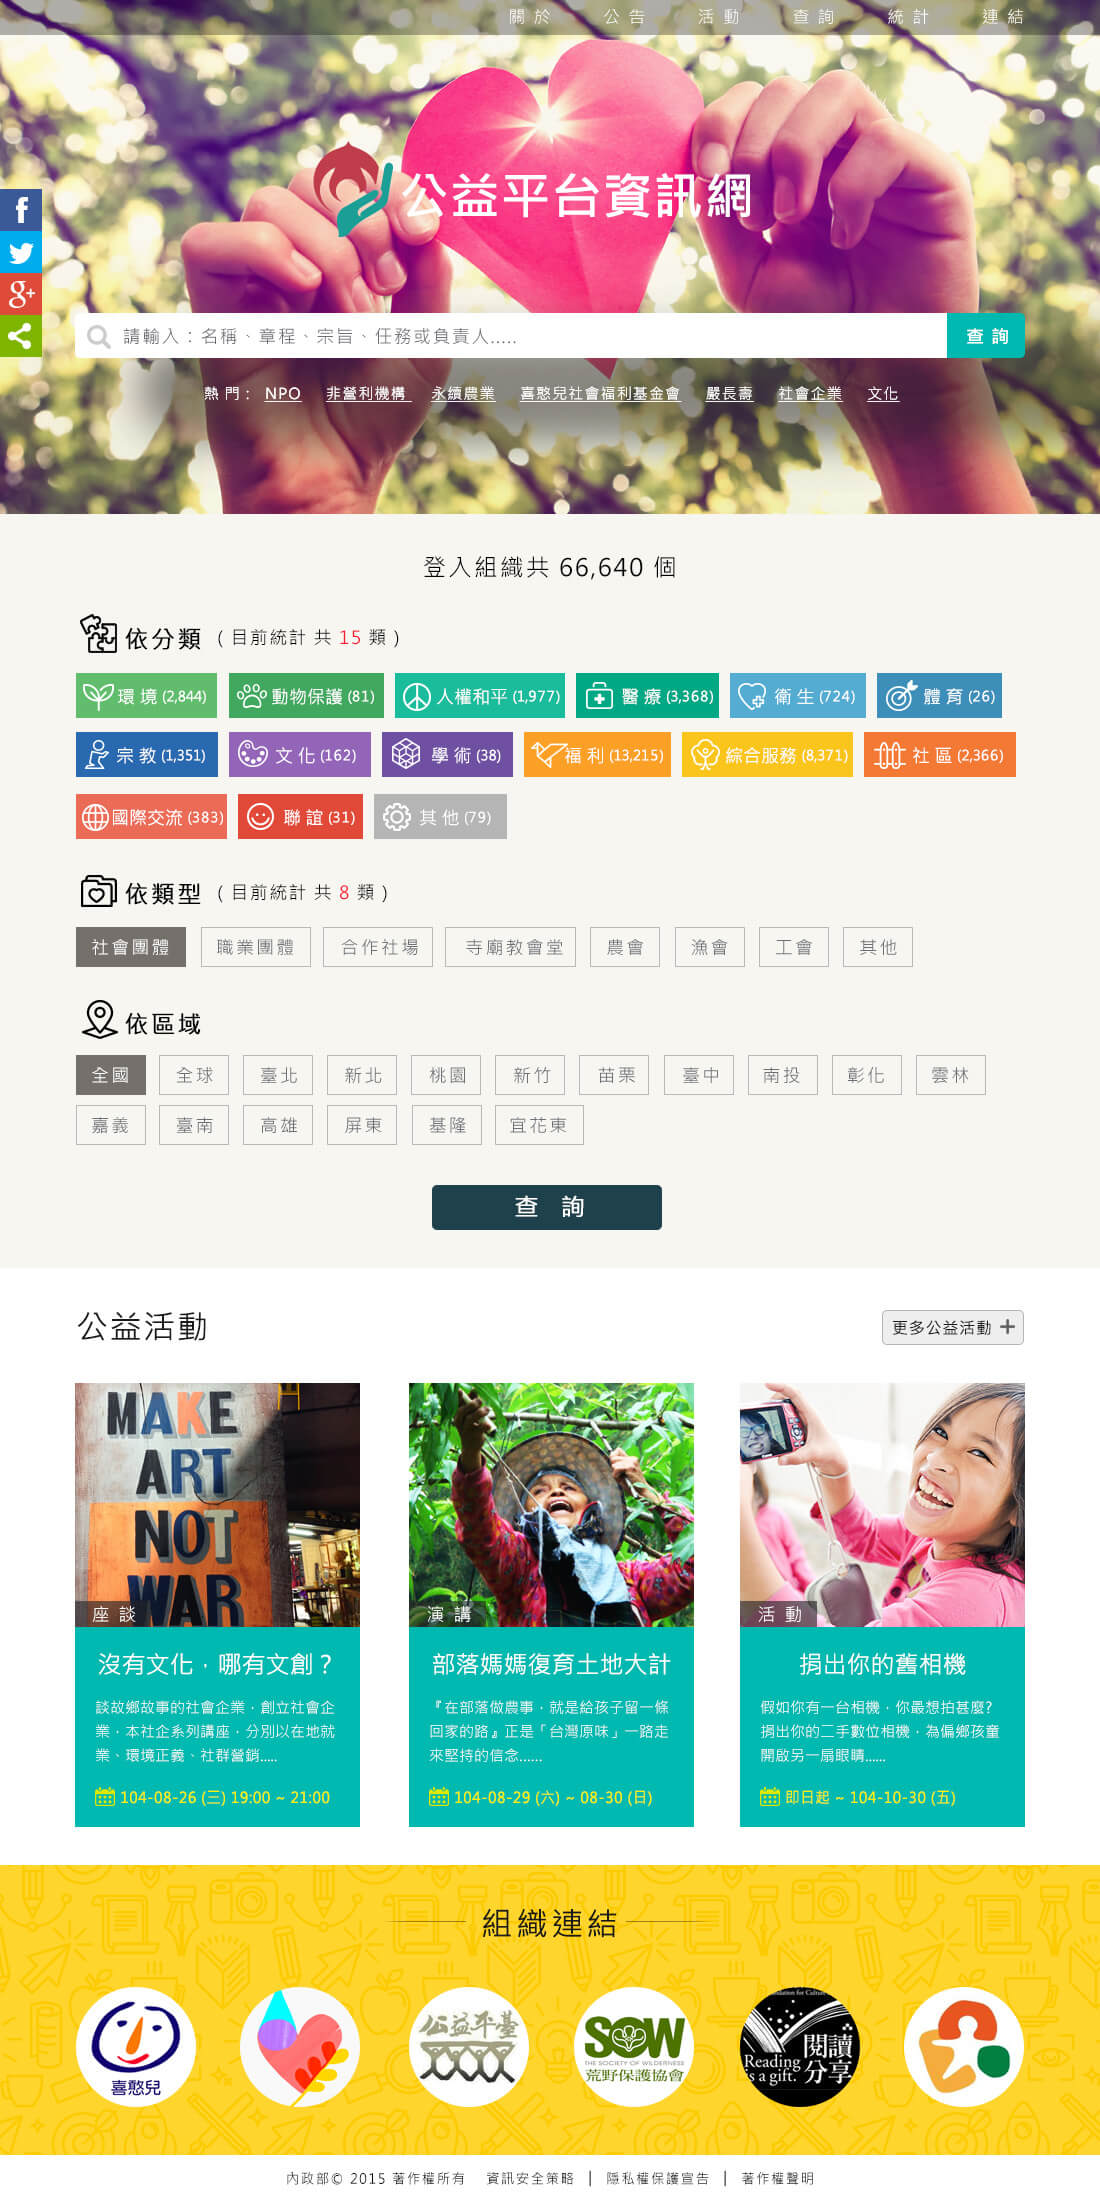 關於 公告 活動 查詢 統計 連結
公益平台資訊網
f
g+
請輸入：名稱、章程、宗旨、任務或負責人..... 查詢
熱門： NPO 非營利機構 永續農業 喜憨兒社會福利基金會 嚴長壽 社會企業 文化
登入組織共 66,640 個
依分類 ( 目前統計 共 15 類 )
環境 (2,844) 動物保護 (81) 人權和平 (1,977) 醫療 (3,368) 衛生 (724) 體育 (26)
宗教 (1,351) 文化 (162) 學術 (38) 福利 (13,215) 綜合服務 (8,371) 社區 (2,366)
國際交流 (383) 聯誼 (31) 其他 (79)
依類型 ( 目前統計 共 8 類 )
社會團體 職業團體 合作社場 寺廟教會堂 農會 漁會 工會 其他
依區域
全國 全球 臺北 新北 桃園 新竹 苗栗 臺中 南投 彰化 雲林
嘉義 臺南 高雄 屏東 基隆 宜花東
查 詢
公益活動 更多公益活動
MAKE
ART
NOT
WAR
座談
沒有文化，哪有文創？
談故鄉故事的社會企業，創立社會企
業，本社企系列講座，分別以在地就
業、環境正義、社群營銷.....
104-08-26 (三) 19:00 ~ 21:00
演講
部落媽媽復育土地大計
『在部落做農事，就是給孩子留一條
回家的路』正是「台灣原味」一路走
來堅持的信念......
104-08-29 (六) ~ 08-30 (日)
活動
捐出你的舊相機
假如你有一台相機，你最想拍甚麼?
捐出你的二手數位相機，為偏鄉孩童
開啟另一扇眼睛......
即日起 ~ 104-10-30 (五)
組織連結
喜憨兒
公益平臺
SOW
THE SOCIETY OF WILDERNESS
荒野保護協會
Foundation for Culture
閱讀
分享
Reading
is a gift.
內政部© 2015 著作權所有 資訊安全策略 | 隱私權保護宣告 | 著作權聲明